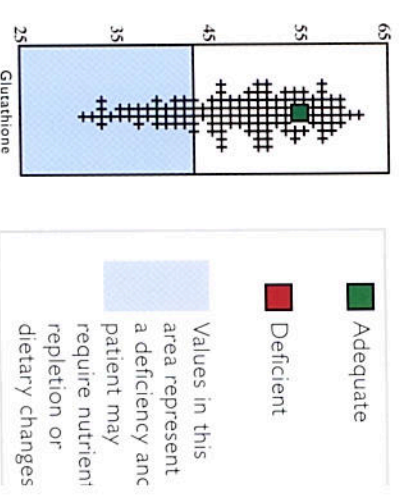 65
55
45
35
25
Glutathione
Adequate
Deficient
Values in this
area represent
a deficiency and
patient may
require nutrient
repletion or
dietary changes